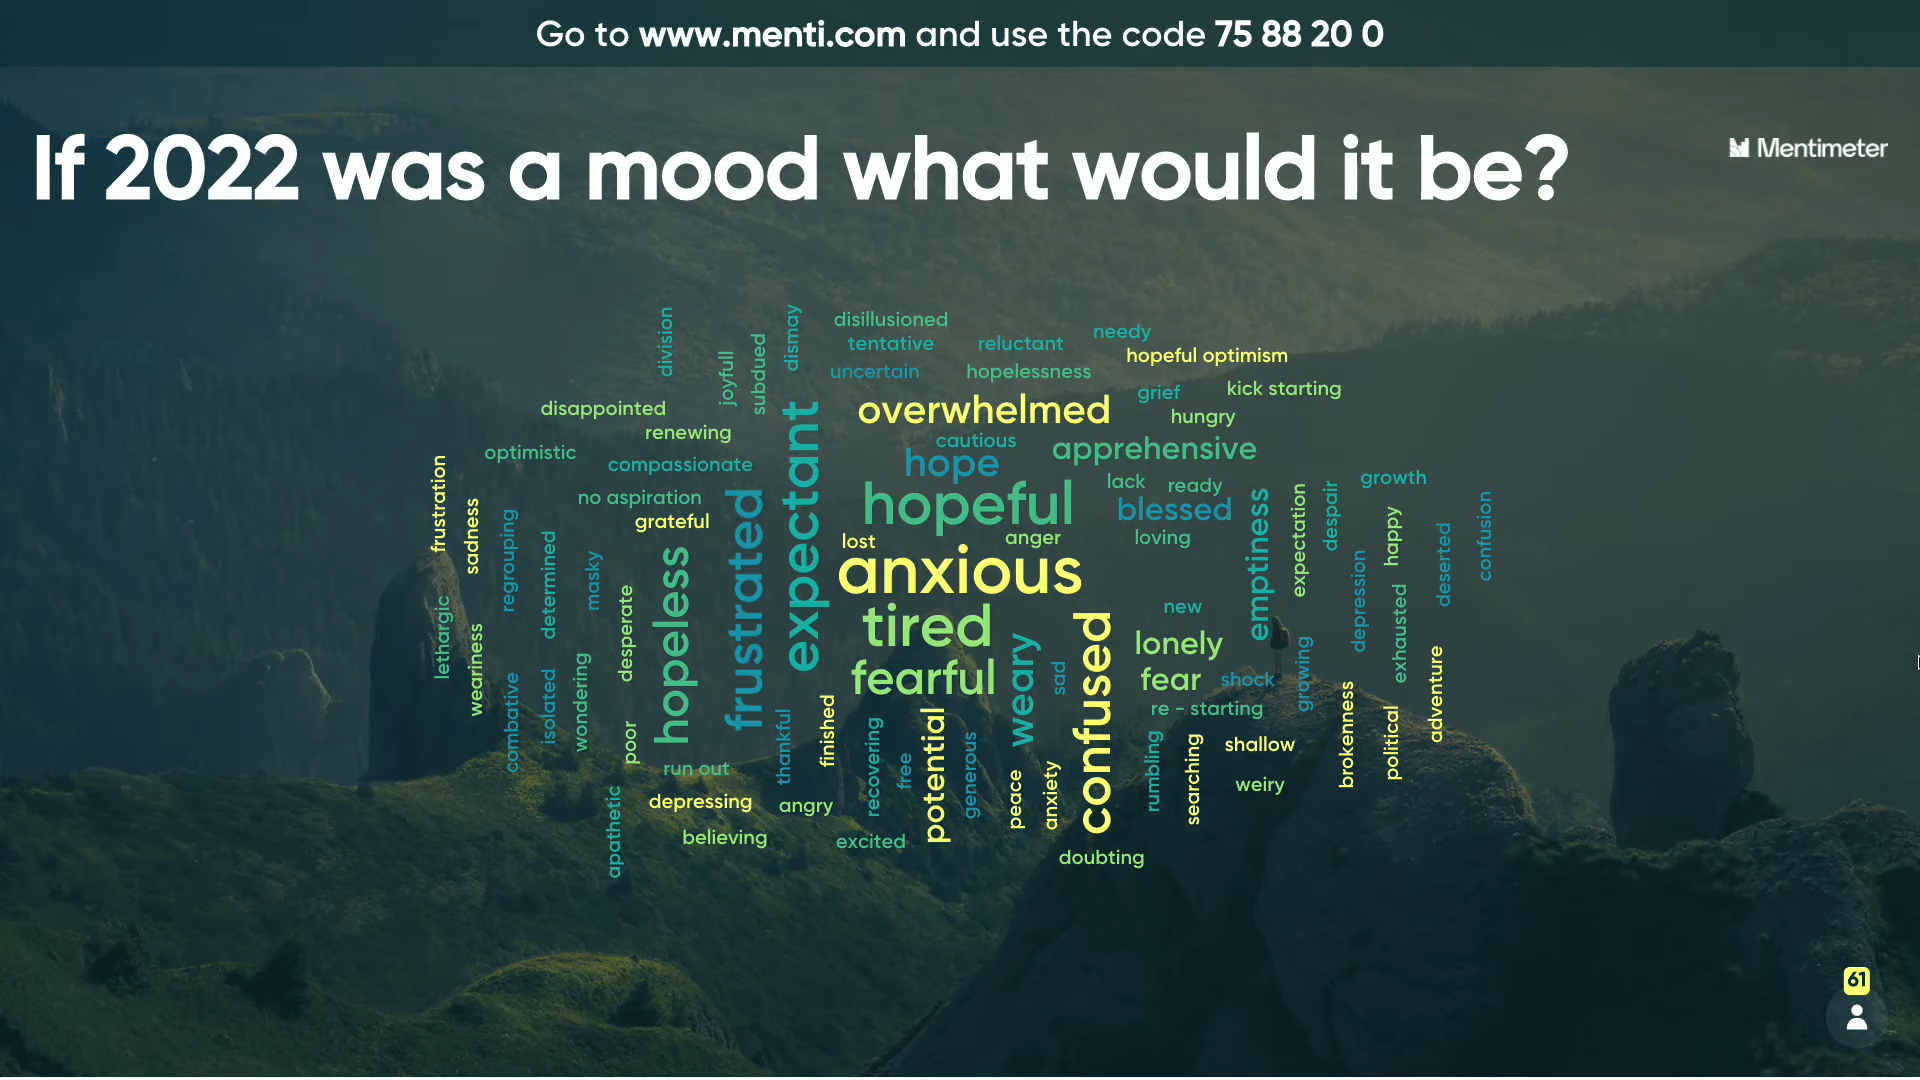 Go to www.menti.com and use the code 75 88 20 0
If 2022 was a mood what would it be?
Mentimeter
division
joyfull
subdued
dismay
disillusioned
tentative
reluctant
needy
uncertain
hopelessness
hopeful optimism
grief
kick starting
disappointed
overwhelmed
hungry
renewing
cautious
optimistic
compassionate
expectant
hope
apprehensive
frustration
sadness
no aspiration
grateful
hopeful
lack
ready
growth
blessed
regrouping
determined
masky
frustrated
lost
anger
loving
emptiness
expectation
despair
happy
deserted
confusion
hopeless
anxious
depression
lethargic
weariness
desperate
tired
new
exhausted
lonely
fearful
weary
sad
confused
fear
shock
growing
adventure
combative
isolated
wondering
poor
thankful
finished
recovering
free
potential
generous
re - starting
brokenness
political
run out
peace
anxiety
rumbling
searching
shallow
weiry
depressing
angry
apathetic
believing
excited
doubting
61